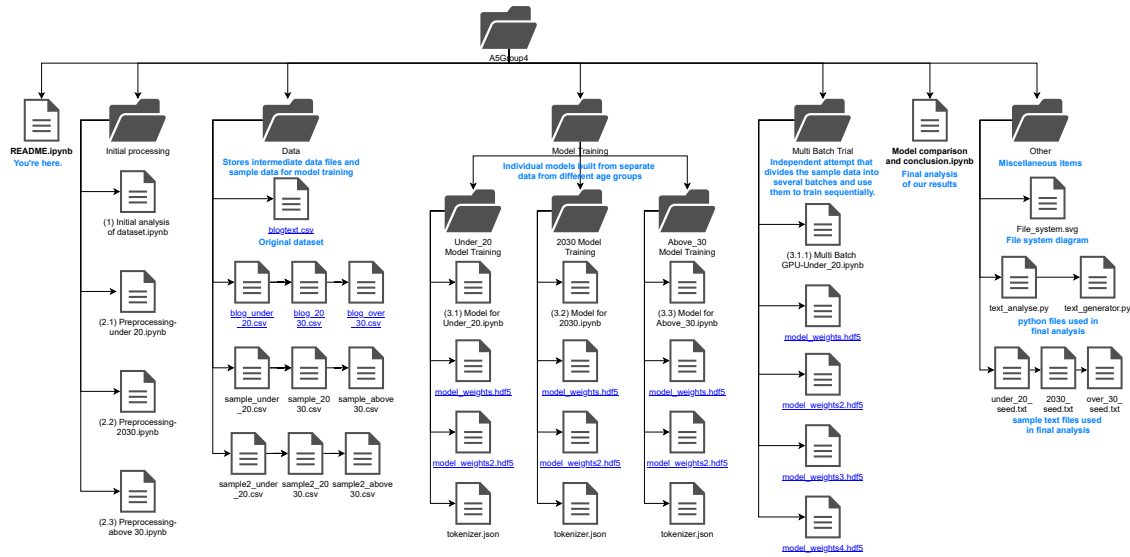 A5Group4
README.ipynb
You're here.
Initial processing
(1) Initial analysis
of dataset.ipynb
(2.1) Preprocessing-
under 20.ipynb
(2.2) Preprocessing-
2030.ipynb
(2.3) Preprocessing-
above 30.ipynb
Data
Stores intermediate data files and
sample data for model training
blogtext.csv
Original dataset
blog_under
_20.csv
blog_20
30.csv
blog_over
_30.csv
sample_under
_20.csv
sample_20
30.csv
sample_above
30.csv
sample2_under
_20.csv
sample2_20
30.csv
sample2_above
30.csv
Model Training
Individual models built from separate
data from different age groups
Under_20
Model Training
(3.1) Model for
Under_20.ipynb
model_weights.hdf5
model_weights2.hdf5
tokenizer.json
2030 Model
Training
(3.2) Model for
2030.ipynb
model_weights.hdf5
model_weights2.hdf5
tokenizer.json
Above_30
Model Training
(3.3) Model for
Above_30.ipynb
model_weights.hdf5
model_weights2.hdf5
tokenizer.json
Multi Batch Trial
Independent attempt that
divides the sample data into
several batches and use
them to train sequentially.
(3.1.1) Multi Batch
GPU-Under_20.ipynb
model_weights.hdf5
model_weights2.hdf5
model_weights3.hdf5
model_weights4.hdf5
Model comparison
and conclusion.ipynb
Final analysis
of our results
Other
Miscellaneous items
File_system.svg
File system diagram
text_analyse.py
text_generator.py
python files used in
final analysis
under_20_
seed.txt
2030_
seed.txt
over_30_
seed.txt
sample text files used
in final analysis